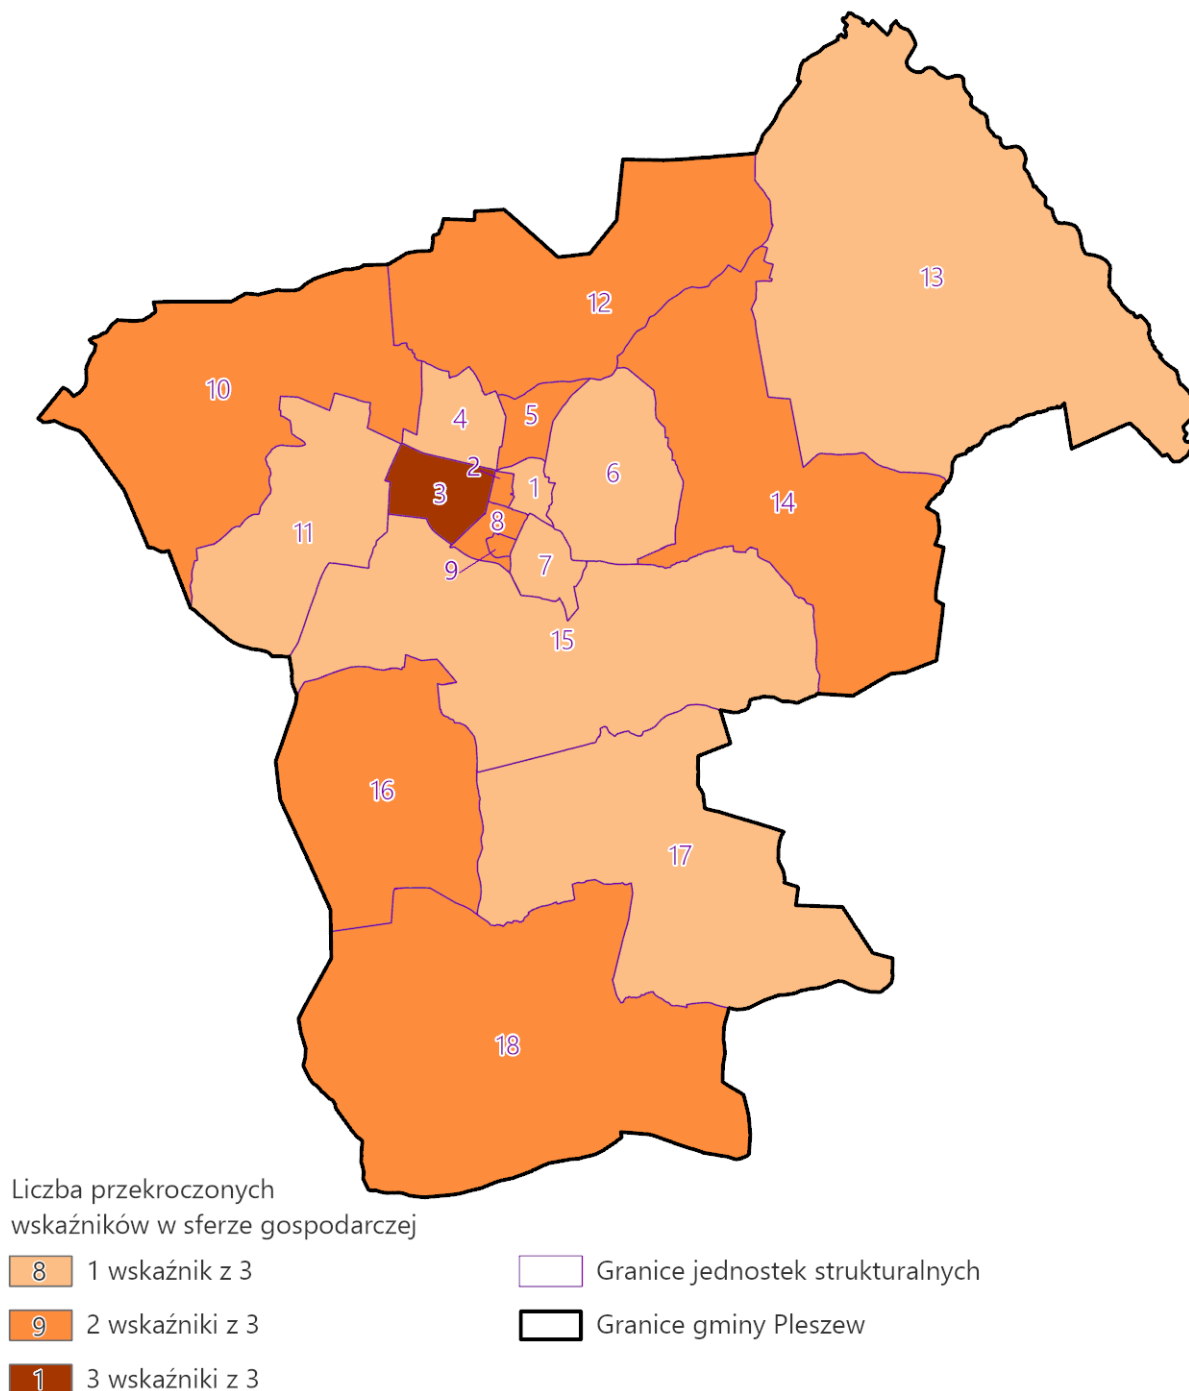 13
12
10
4
5
2
6
3
1
14
8
11
9
7
15
16
17
18
Liczba przekroczonych
wskaźników w sferze gospodarczej
8 1 wskaźnik z 3
Granice jednostek strukturalnych
9 2 wskaźniki z 3
Granice gminy Pleszew
1 3 wskaźniki z 3